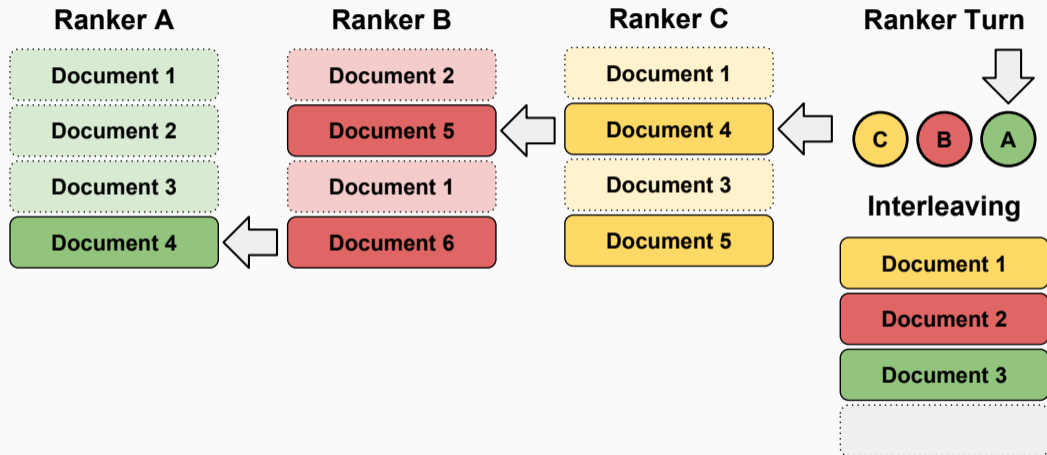 Ranker A
Document 1
Document 2
Document 3
Document 4
Ranker B
Document 2
Document 5
Document 1
Document 6
Ranker C
Document 1
Document 4
Document 3
Document 5
Ranker Turn
C B A
Interleaving
Document 1
Document 2
Document 3